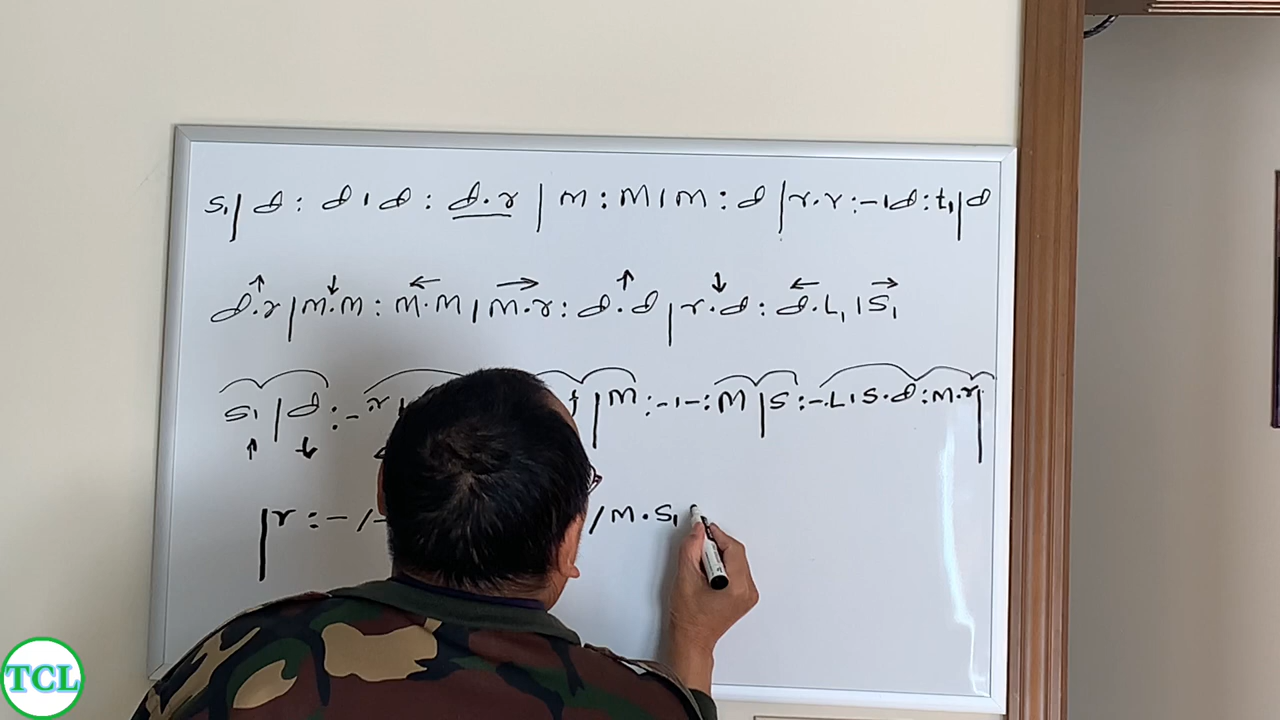 S₁| d : d ı d : d.r | m : m ı m : d | r.r : - ı d : t₁| d
d.r | m.m : m.m / m.r : d.d | r.d : d.L₁ ı S₁
S₁ | d : -.r f | m : - ı - : m | S : -.L ı S.d : m.r |
| r : - / - / m.S₁
TCL